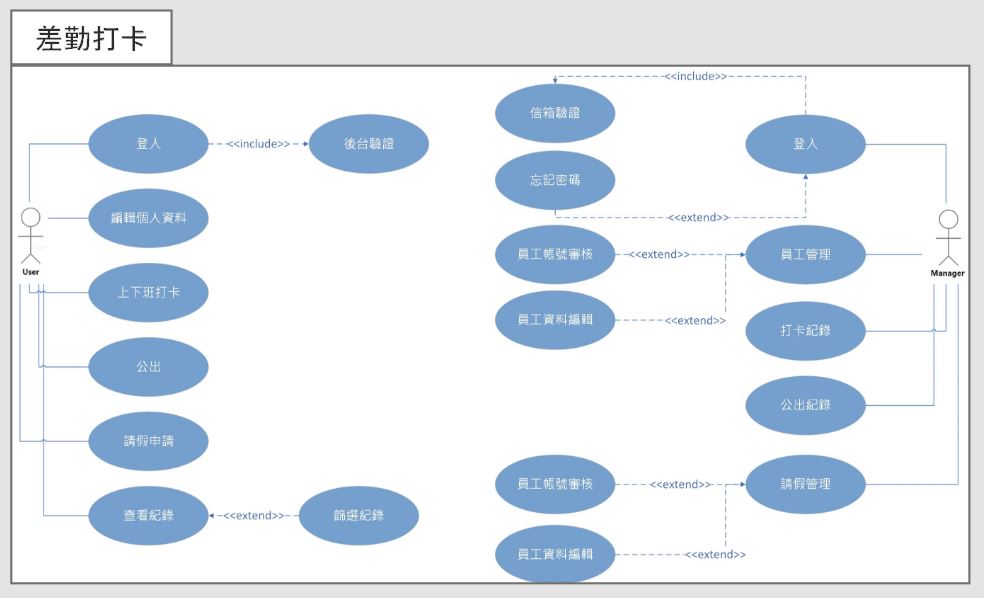 差勤打卡
登入
<<include>>
後台驗證
編輯個人資料
User
上下班打卡
公出
請假申請
查看紀錄
<<extend>>
篩選紀錄
<<include>>
信箱驗證
登入
忘記密碼
<<extend>>
員工帳號審核
<<extend>>
員工管理
Manager
員工資料編輯
<<extend>>
打卡紀錄
公出紀錄
員工帳號審核
<<extend>>
請假管理
員工資料編輯
<<extend>>